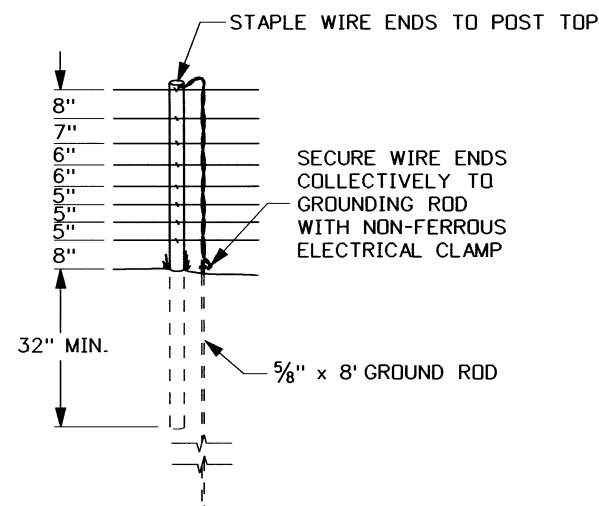 STAPLE WIRE ENDS TO POST TOP
8"
7"
6"
6"
5"
5"
5"
8"
SECURE WIRE ENDS
COLLECTIVELY TO
GROUNDING ROD
WITH NON-FERROUS
ELECTRICAL CLAMP
32" MIN.
⅝" x 8' GROUND ROD